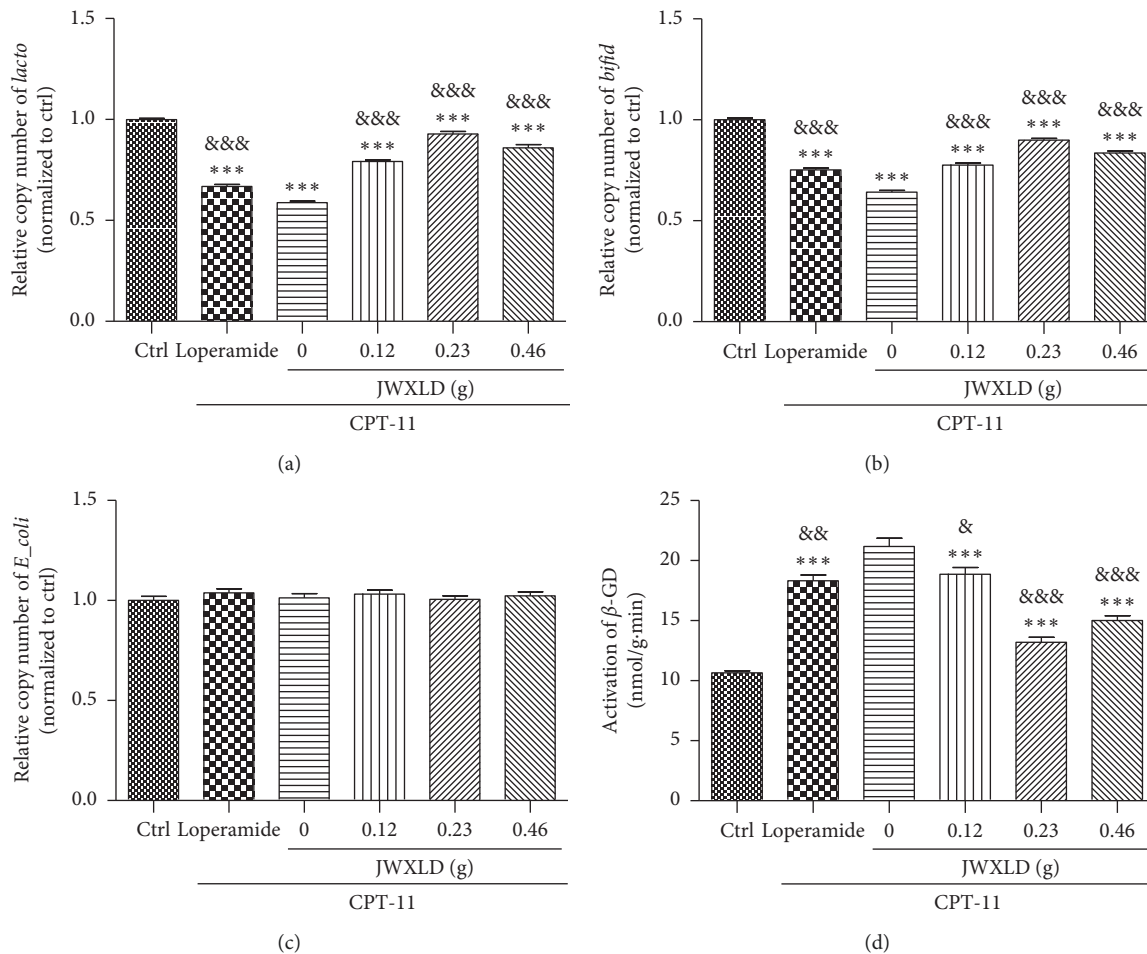 Relative copy number of lacto
(normalized to ctrl)
1.5
1.0
0.5
0.0
&&&
***
***
&&&
***
&&&
***
&&&
***
Ctrl Loperamide 0 0.12 0.23 0.46
JWXLD (g)
CPT-11
(a)
Relative copy number of bifid
(normalized to ctrl)
1.5
1.0
0.5
0.0
&&&
***
***
&&&
***
&&&
***
&&&
***
Ctrl Loperamide 0 0.12 0.23 0.46
JWXLD (g)
CPT-11
(b)
Relative copy number of E_coli
(normalized to ctrl)
1.5
1.0
0.5
0.0
Ctrl Loperamide 0 0.12 0.23 0.46
JWXLD (g)
CPT-11
(c)
Activation of β-GD
(nmol/g·min)
25
20
15
10
5
0
&&
***
&
***
&&&
***
&&&
***
Ctrl Loperamide 0 0.12 0.23 0.46
JWXLD (g)
CPT-11
(d)